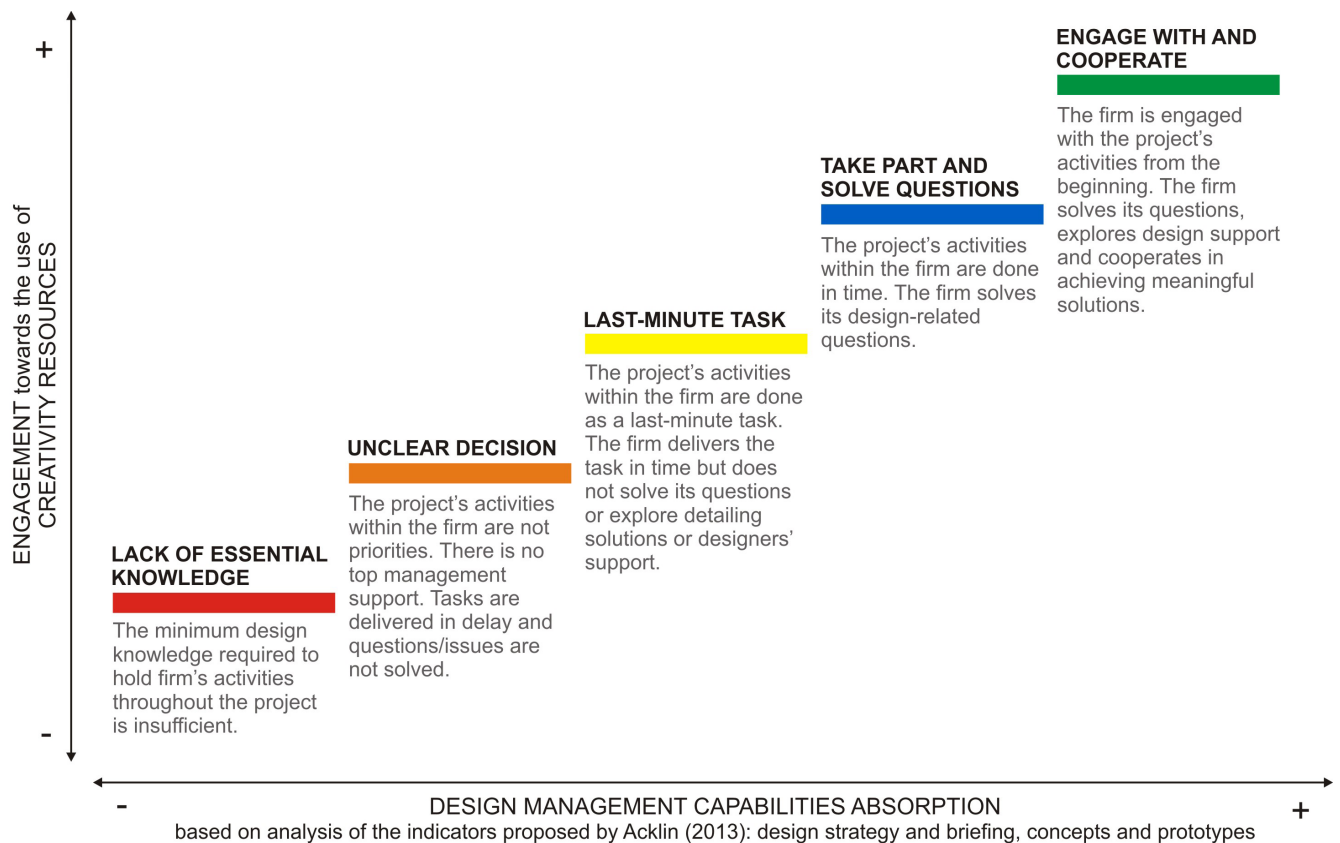 +
ENGAGE WITH AND
COOPERATE
The firm is engaged
with the project's
activities from the
beginning. The firm
solves its questions,
explores design support
and cooperates in
achieving meaningful
solutions.
TAKE PART AND
SOLVE QUESTIONS
The project's activities
within the firm are done
in time. The firm solves
its design-related
questions.
LAST-MINUTE TASK
The project's activities
within the firm are done
as a last-minute task.
The firm delivers the
task in time but does
not solve its questions
or explore detailing
solutions or designers'
support.
UNCLEAR DECISION
The project's activities
within the firm are not
priorities. There is no
top management
support. Tasks are
delivered in delay and
questions/issues are
not solved.
LACK OF ESSENTIAL
KNOWLEDGE
The minimum design
knowledge required to
hold firm's activities
throughout the project
is insufficient.
ENGAGEMENT towards the use of
CREATIVITY RESOURCES
-
-
DESIGN MANAGEMENT CAPABILITIES ABSORPTION
+
based on analysis of the indicators proposed by Acklin (2013): design strategy and briefing, concepts and prototypes